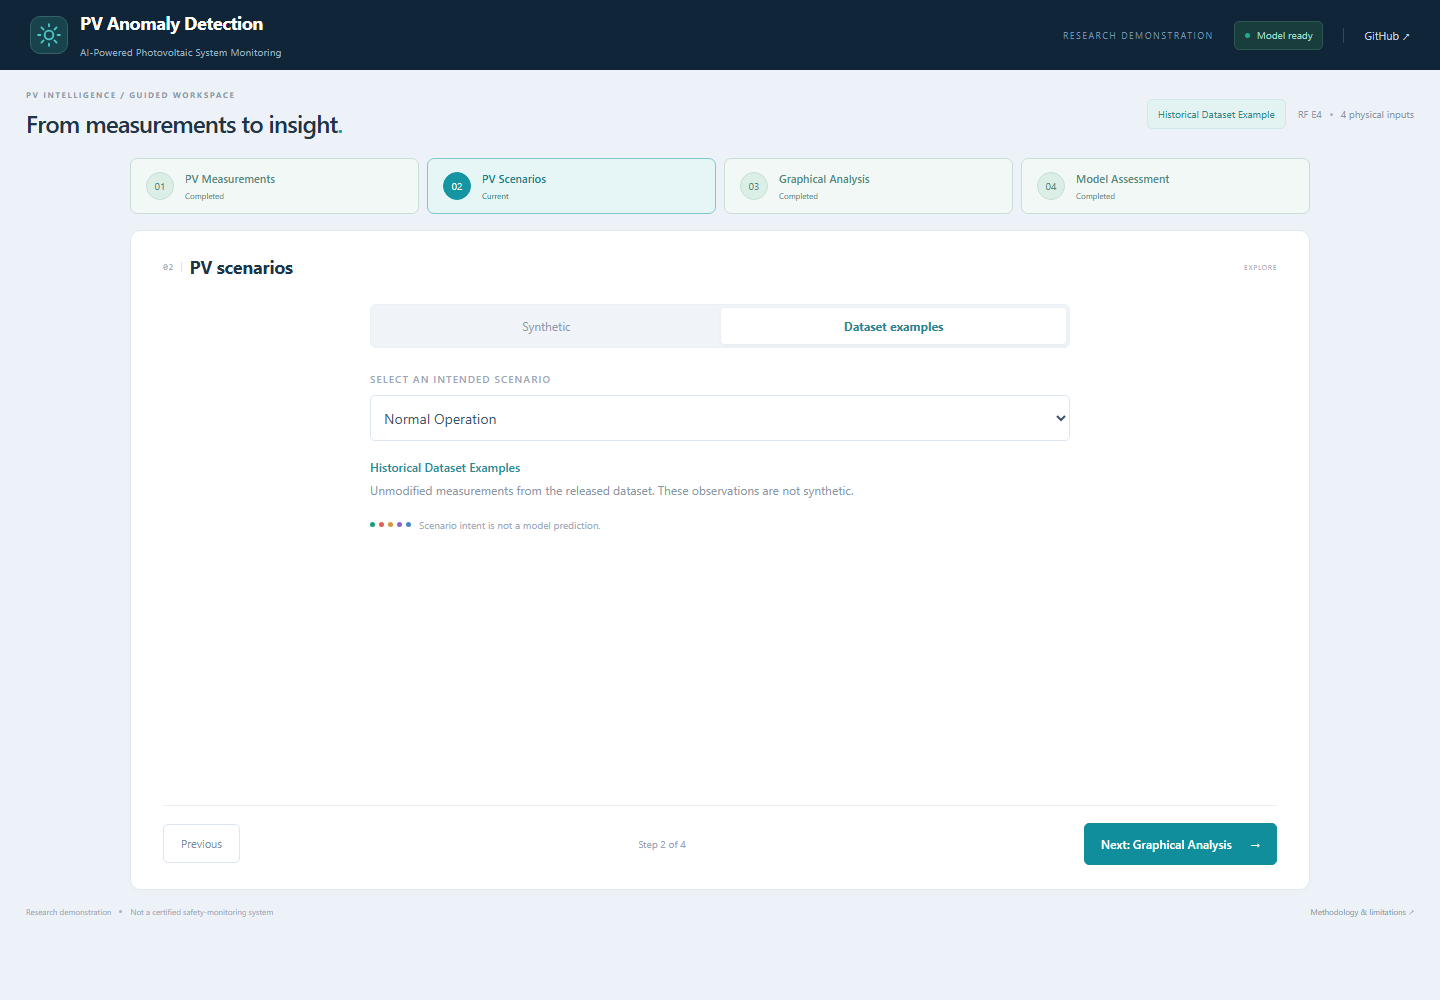 PV Anomaly Detection
AI-Powered Photovoltaic System Monitoring
RESEARCH DEMONSTRATION
Model ready
GitHub ↗
PV INTELLIGENCE / GUIDED WORKSPACE
From measurements to insight.
Historical Dataset Example
RF E4 • 4 physical inputs
01
PV Measurements
Completed
02
PV Scenarios
Current
03
Graphical Analysis
Completed
04
Model Assessment
Completed
02
PV scenarios
EXPLORE
Synthetic
Dataset examples
SELECT AN INTENDED SCENARIO
Normal Operation
Historical Dataset Examples
Unmodified measurements from the released dataset. These observations are not synthetic.
Scenario intent is not a model prediction.
Previous
Step 2 of 4
Next: Graphical Analysis →
Research demonstration • Not a certified safety-monitoring system
Methodology & limitations ↗